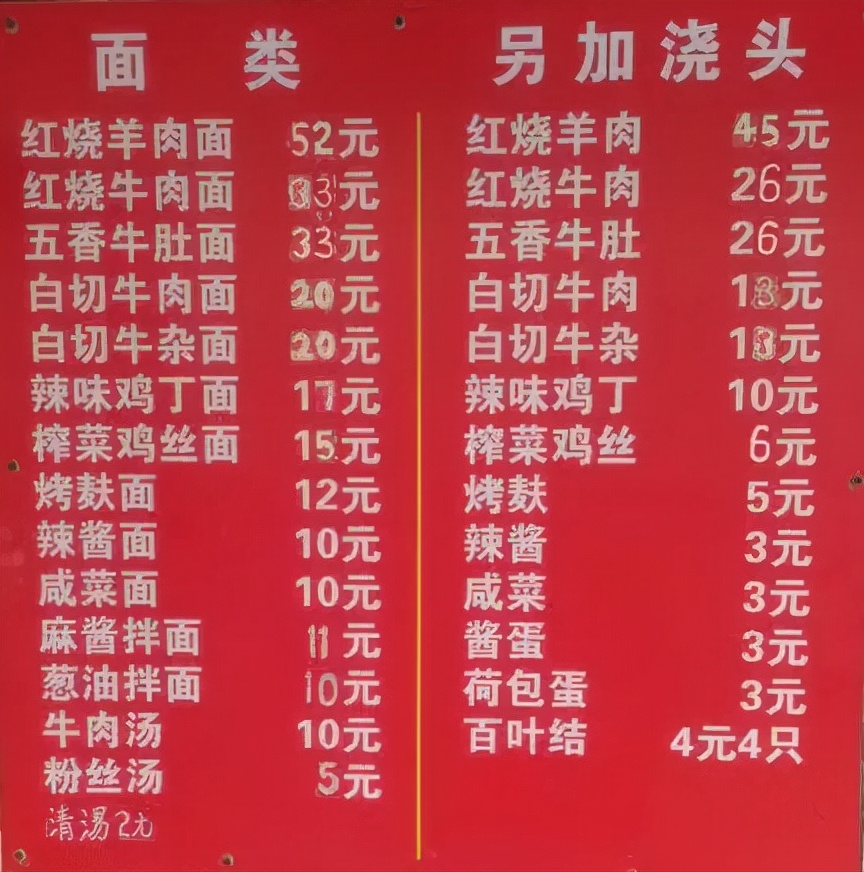 面类
红烧羊肉面 52元
红烧牛肉面 33元
五香牛肚面 33元
白切牛肉面 20元
白切牛杂面 20元
辣味鸡丁面 17元
榨菜鸡丝面 15元
烤麸面 12元
辣酱面 10元
咸菜面 10元
麻酱拌面 11元
葱油拌面 10元
牛肉汤 10元
粉丝汤 5元
清汤2元
另加浇头
红烧羊肉 45元
红烧牛肉 26元
五香牛肚 26元
白切牛肉 13元
白切牛杂 13元
辣味鸡丁 10元
榨菜鸡丝 6元
烤麸 5元
辣酱 3元
咸菜 3元
酱蛋 3元
荷包蛋 3元
百叶结 4元4只